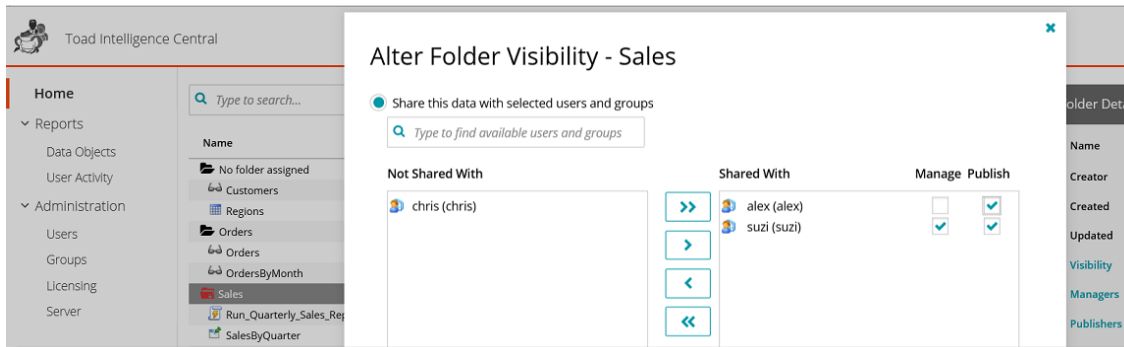 Toad Intelligence Central
Home
Reports
Data Objects
User Activity
Administration
Users
Groups
Licensing
Server
Type to search...
Name
No folder assigned
Customers
Regions
Orders
Orders
OrdersByMonth
Sales
Run_Quarterly_Sales_Rep
SalesByQuarter
Alter Folder Visibility - Sales
Share this data with selected users and groups
Type to find available users and groups
Not Shared With
chris (chris)
Shared With Manage Publish
alex (alex)
suzi (suzi)
older Deta
Name
Creator
Created
Updated
Visibility
Managers
Publishers